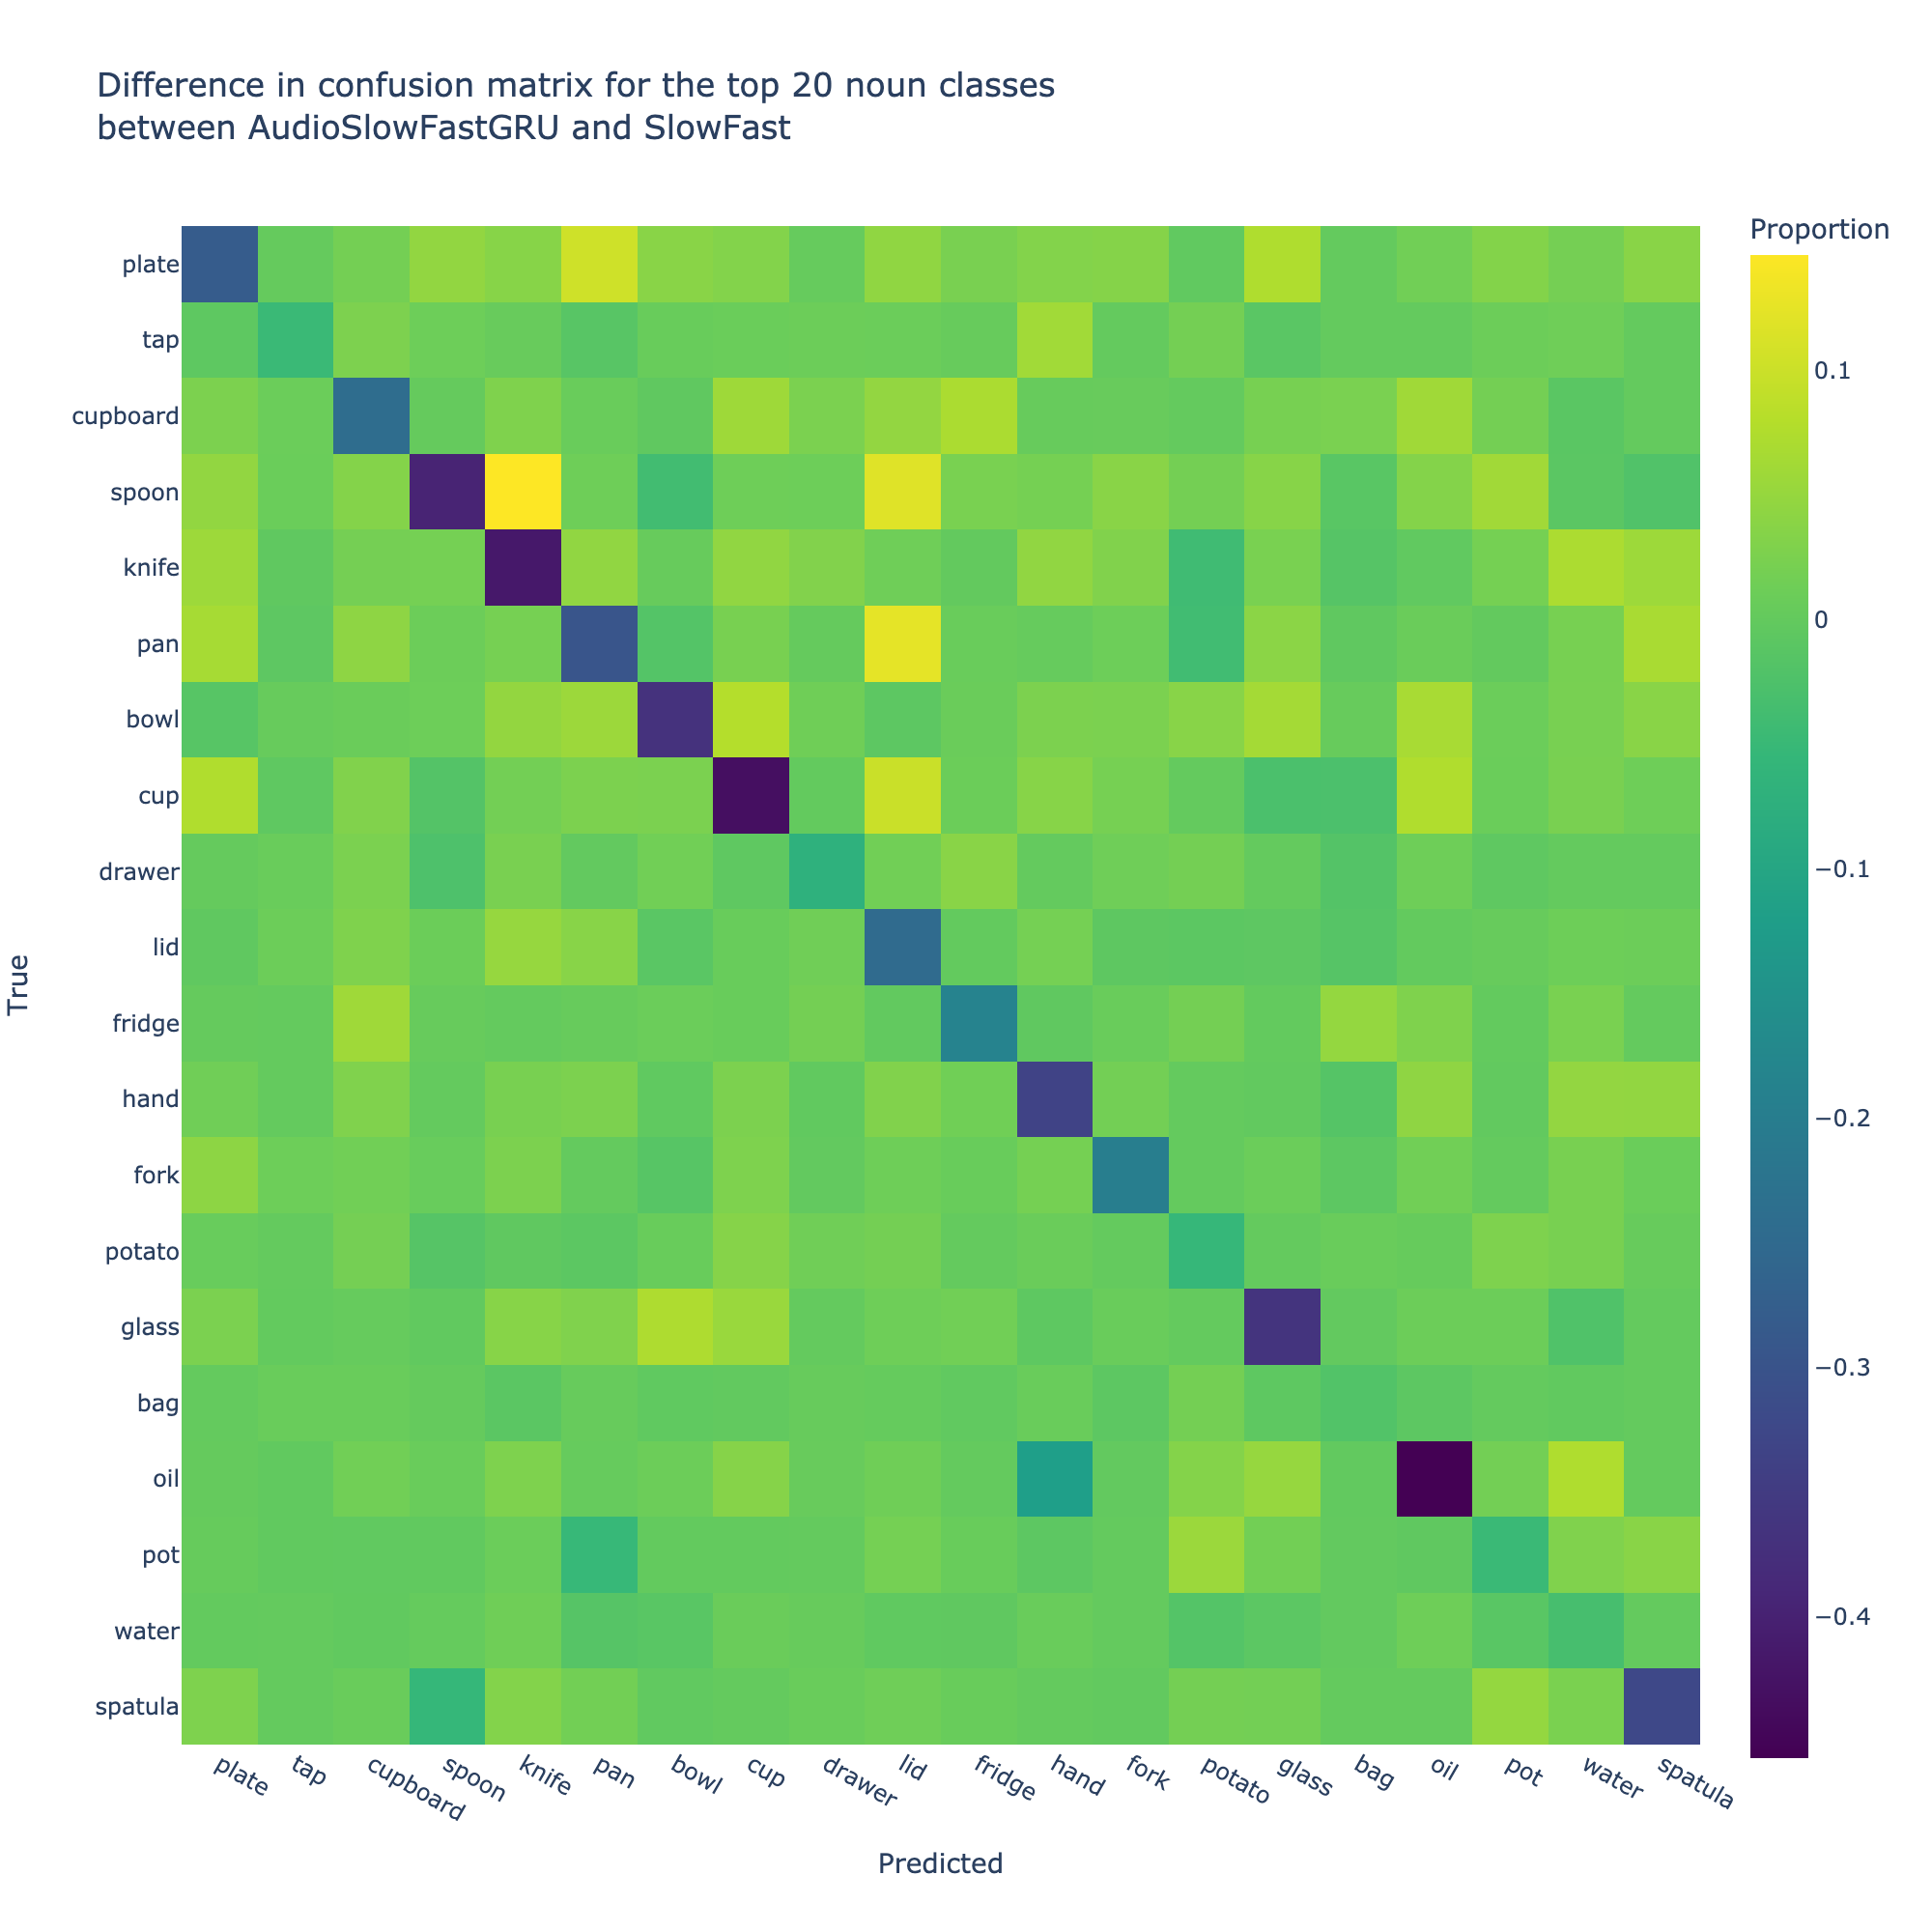 Difference in confusion matrix for the top 20 noun classes
between AudioSlowFastGRU and SlowFast
Proportion
0.1
0
−0.1
−0.2
−0.3
−0.4
True
plate
tap
cupboard
spoon
knife
pan
bowl
cup
drawer
lid
fridge
hand
fork
potato
glass
bag
oil
pot
water
spatula
plate
tap
cupboard
spoon
knife
pan
bowl
cup
drawer
lid
fridge
hand
fork
potato
glass
bag
oil
pot
water
spatula
Predicted